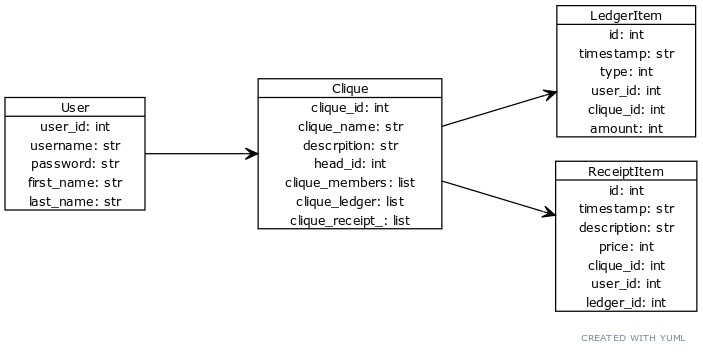 User
user_id: int
username: str
password: str
first_name: str
last_name: str
Clique
clique_id: int
clique_name: str
descrpition: str
head_id: int
clique_members: list
clique_ledger: list
clique_receipt_: list
LedgerItem
id: int
timestamp: str
type: int
user_id: int
clique_id: int
amount: int
ReceiptItem
id: int
timestamp: str
description: str
price: int
clique_id: int
user_id: int
ledger_id: int
CREATED WITH YUML